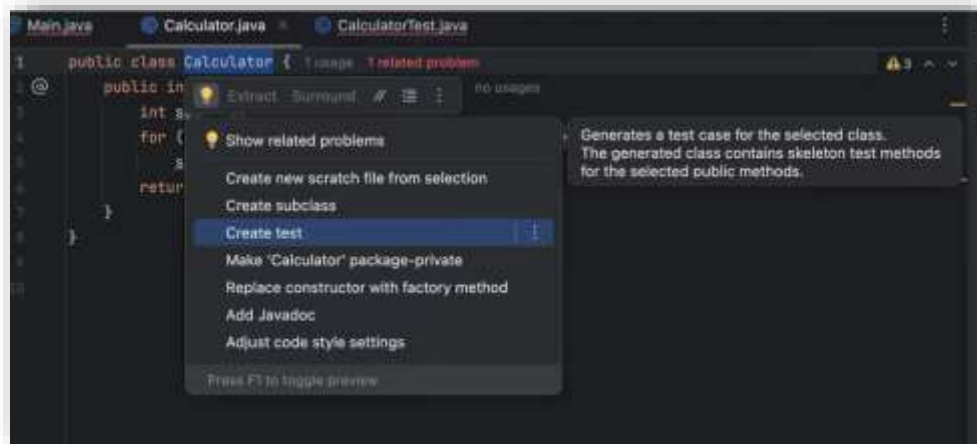 Main.java Calculator.java CalculatorTest.java
1 public class Calculator { 1 usage 1 related problem 3
public in no usages
int s
for (
s
return
}
}
Extract Surround
Show related problems
Create new scratch file from selection
Create subclass
Create test
Make 'Calculator' package-private
Replace constructor with factory method
Add Javadoc
Adjust code style settings
Press F1 to toggle preview
Generates a test case for the selected class.
The generated class contains skeleton test methods
for the selected public methods.